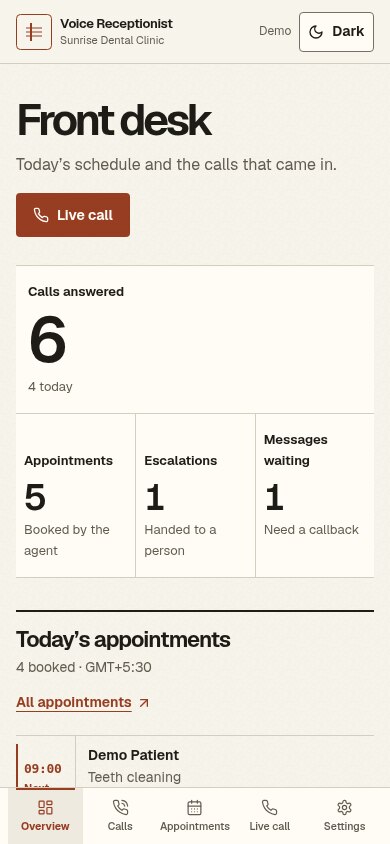 Voice Receptionist
Sunrise Dental Clinic
Demo
Dark
Front desk
Today's schedule and the calls that came in.
Live call
Calls answered
6
4 today
Appointments
5
Booked by the
agent
Escalations
1
Handed to a
person
Messages
waiting
1
Need a callback
Today's appointments
4 booked · GMT+5:30
All appointments
09:00
Demo Patient
Teeth cleaning
Overview
Calls
Appointments
Live call
Settings